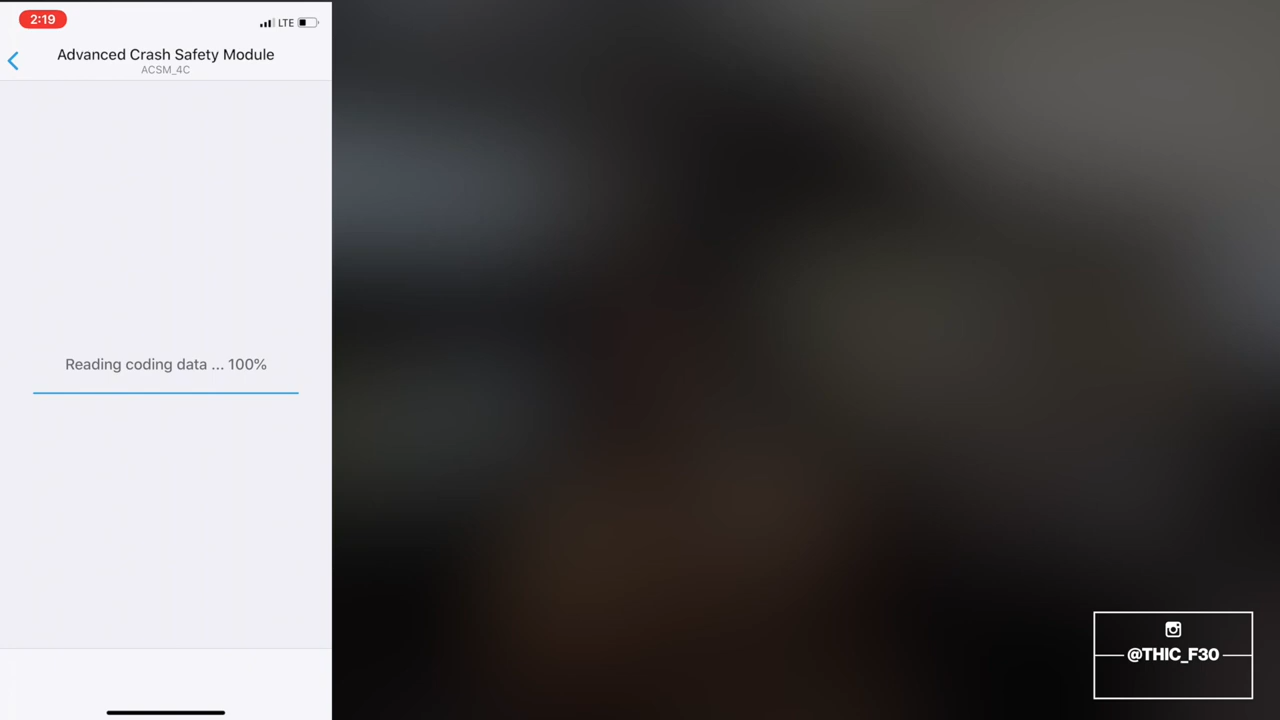 2:19
LTE
Advanced Crash Safety Module
ACSM_4C
Reading coding data ... 100%
@THIC_F30